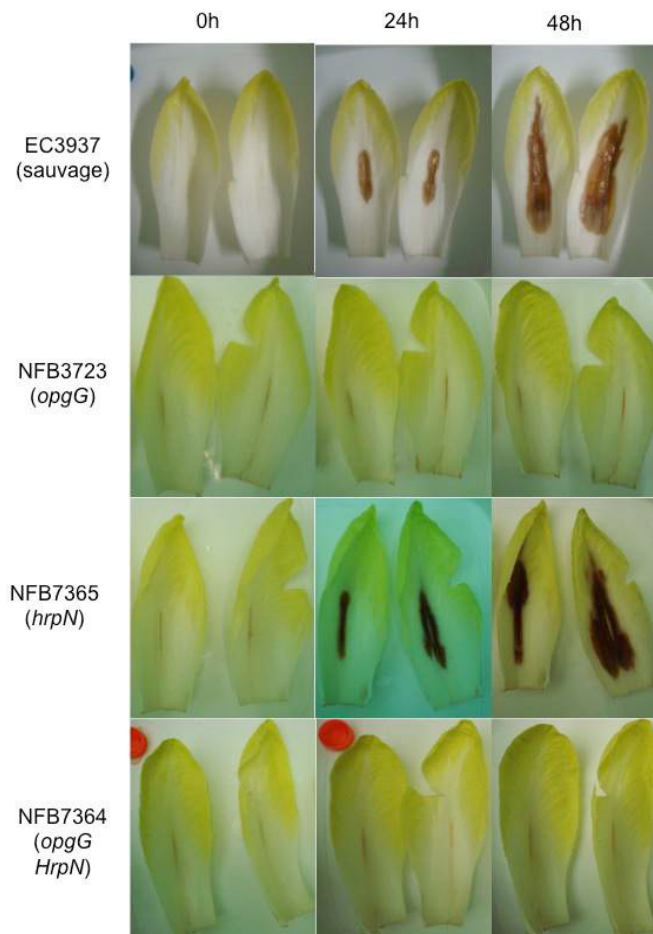 0h 24h 48h
EC3937
(sauvage)
NFB3723
(opgG)
NFB7365
(hrpN)
NFB7364
(opgG
HrpN)